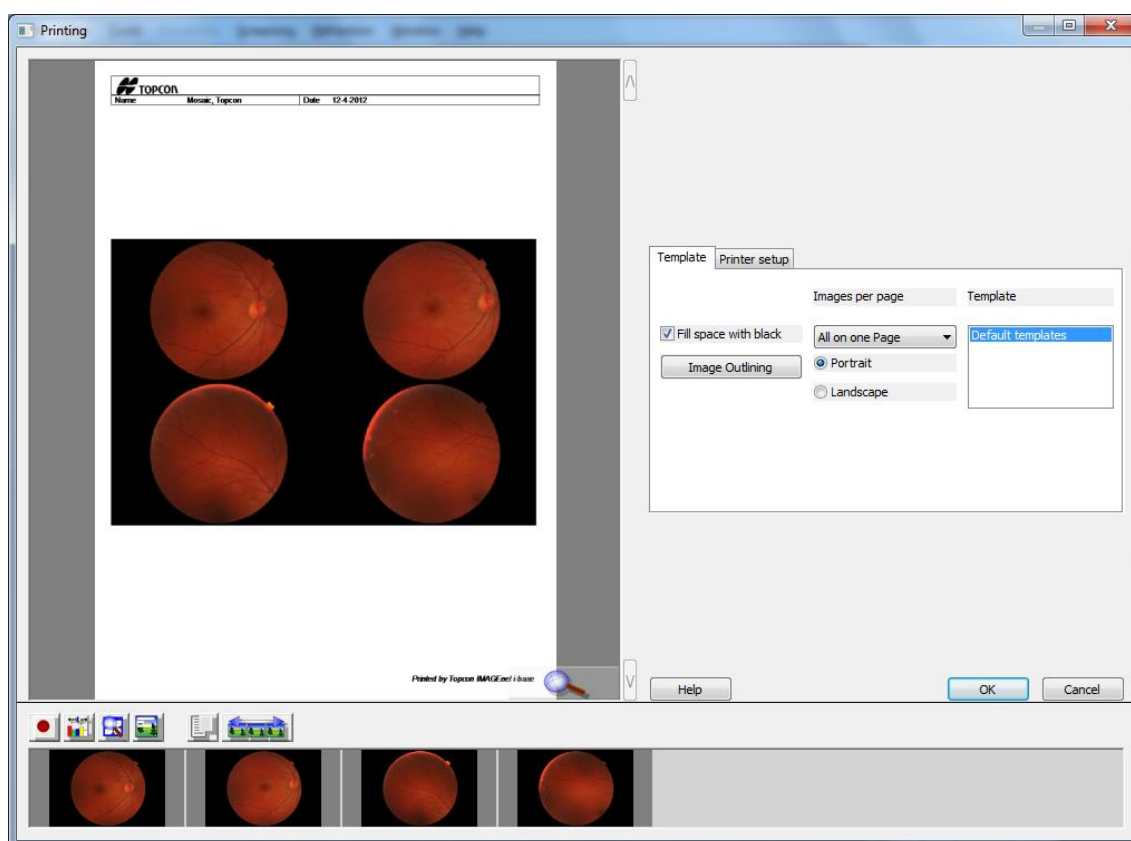 Printing
TOPCON
Name Mosaic, Topcon Date 12-4-2012
Printed by Topcon IMAGEnet i-base
Template Printer setup
Images per page Template
Fill space with black All on one Page Default templates
Image Outlining Portrait
Landscape
Help OK Cancel